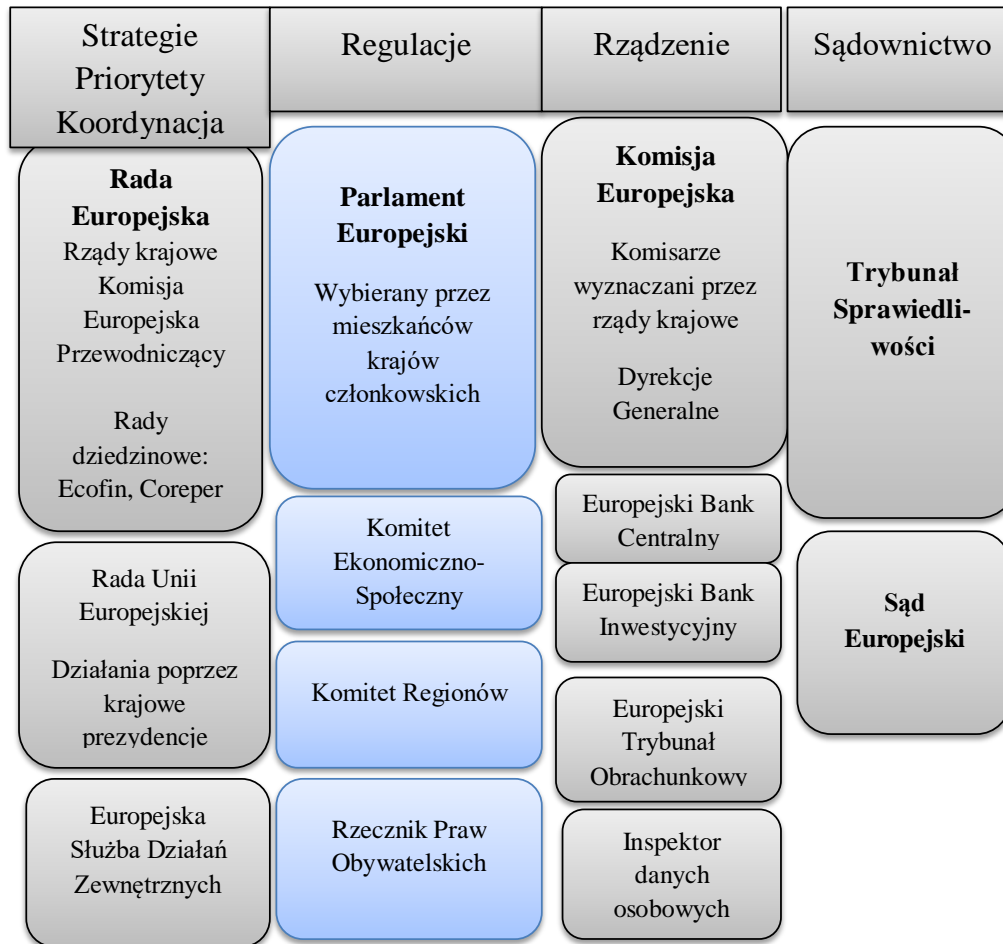 Strategie
Priorytety
Koordynacja
Rada
Europejska
Rządy krajowe
Komisja
Europejska
Przewodniczący
Rady
dziedzinowe:
Ecofin, Coreper
Rada Unii
Europejskiej
Działania poprzez
krajowe
prezydencje
Europejska
Służba Działań
Zewnętrznych
Regulacje
Parlament
Europejski
Wybierany przez
mieszkańców
krajów
członkowskich
Komitet
Ekonomiczno-
Społeczny
Komitet Regionów
Rzecznik Praw
Obywatelskich
Rządzenie
Komisja
Europejska
Komisarze
wyznaczani przez
rządy krajowe
Dyrekcje
Generalne
Europejski Bank
Centralny
Europejski Bank
Inwestycyjny
Europejski
Trybunał
Obrachunkowy
Inspektor
danych
osobowych
Sądownictwo
Trybunał
Sprawiedli-
wości
Sąd
Europejski